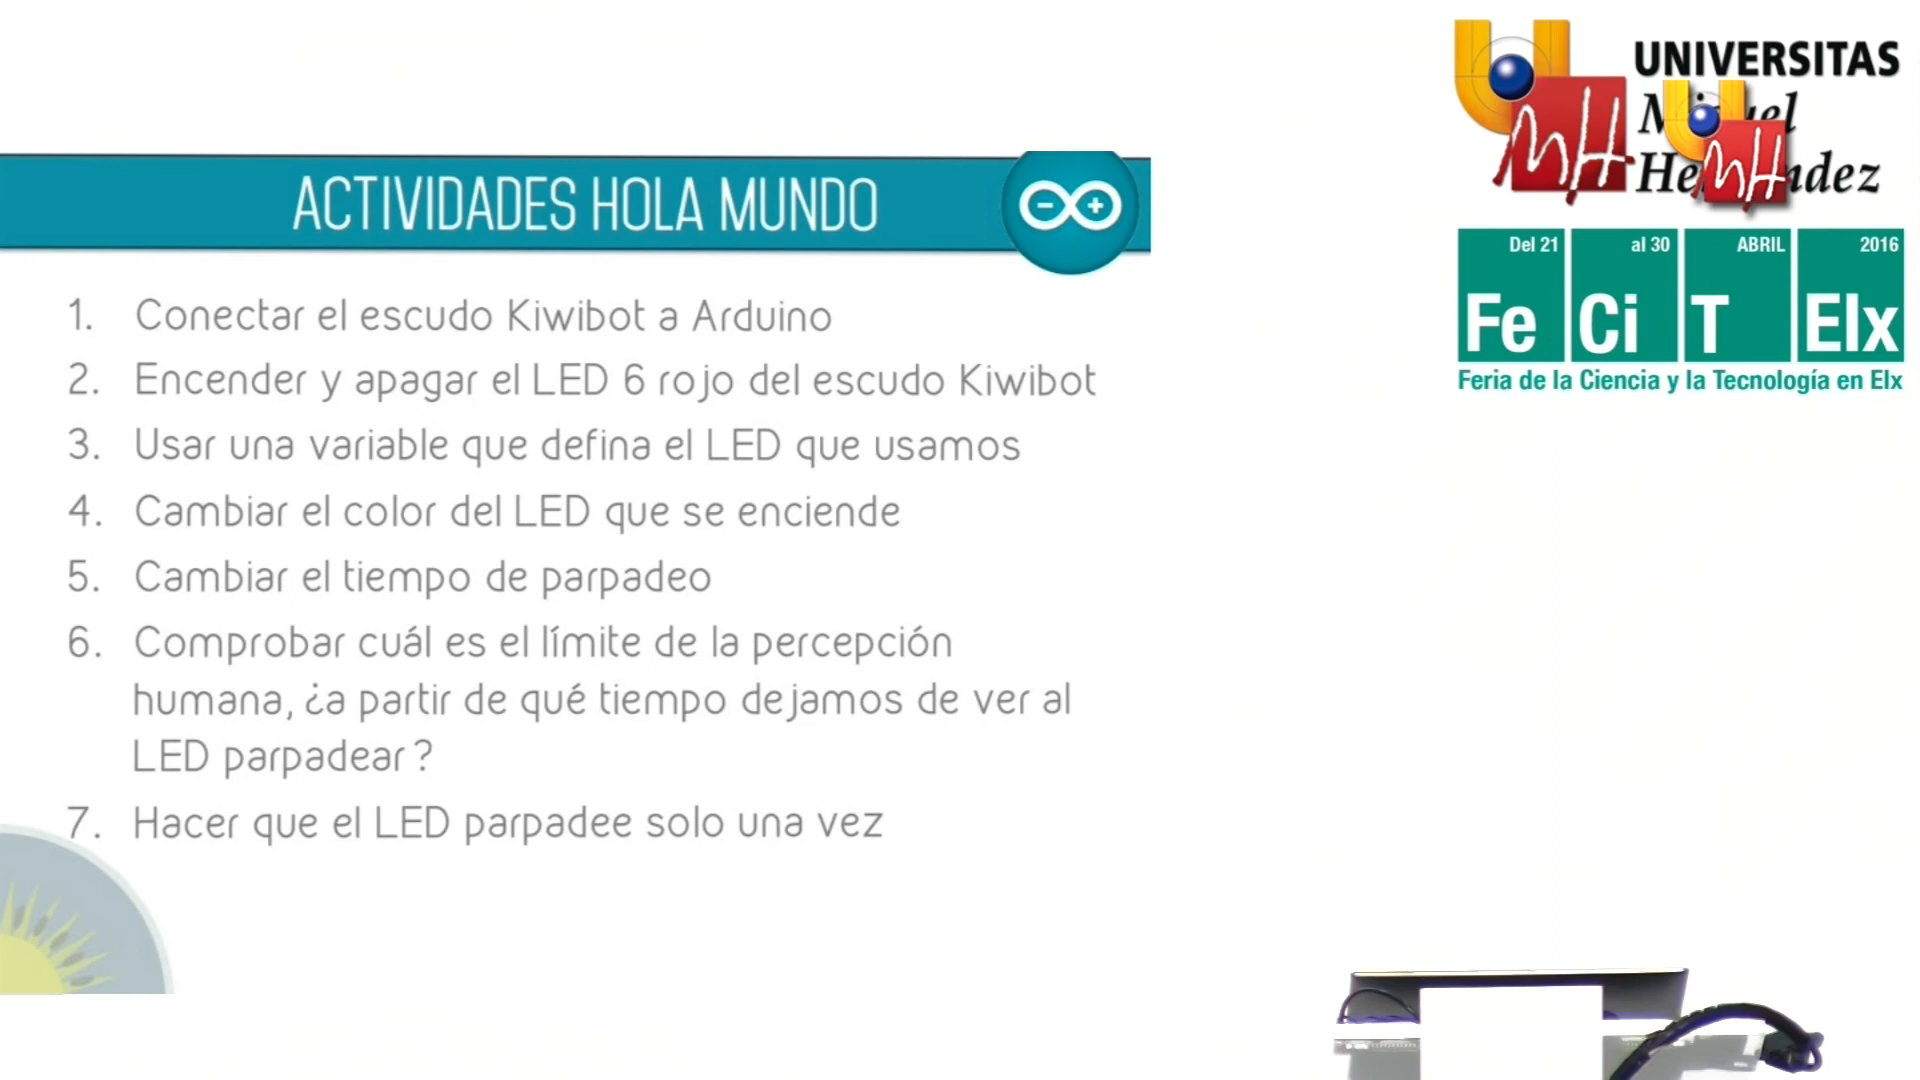 ACTIVIDADES HOLA MUNDO
1. Conectar el escudo Kiwibot a Arduino
2. Encender y apagar el LED 6 rojo del escudo Kiwibot
3. Usar una variable que defina el LED que usamos
4. Cambiar el color del LED que se enciende
5. Cambiar el tiempo de parpadeo
6. Comprobar cuál es el límite de la percepción
humana, ¿a partir de qué tiempo dejamos de ver al
LED parpadear ?
7. Hacer que el LED parpadee solo una vez
UNIVERSITAS
MH
MH
Del 21 al 30 ABRIL 2016
Fe Ci T Elx
Feria de la Ciencia y la Tecnología en Elx